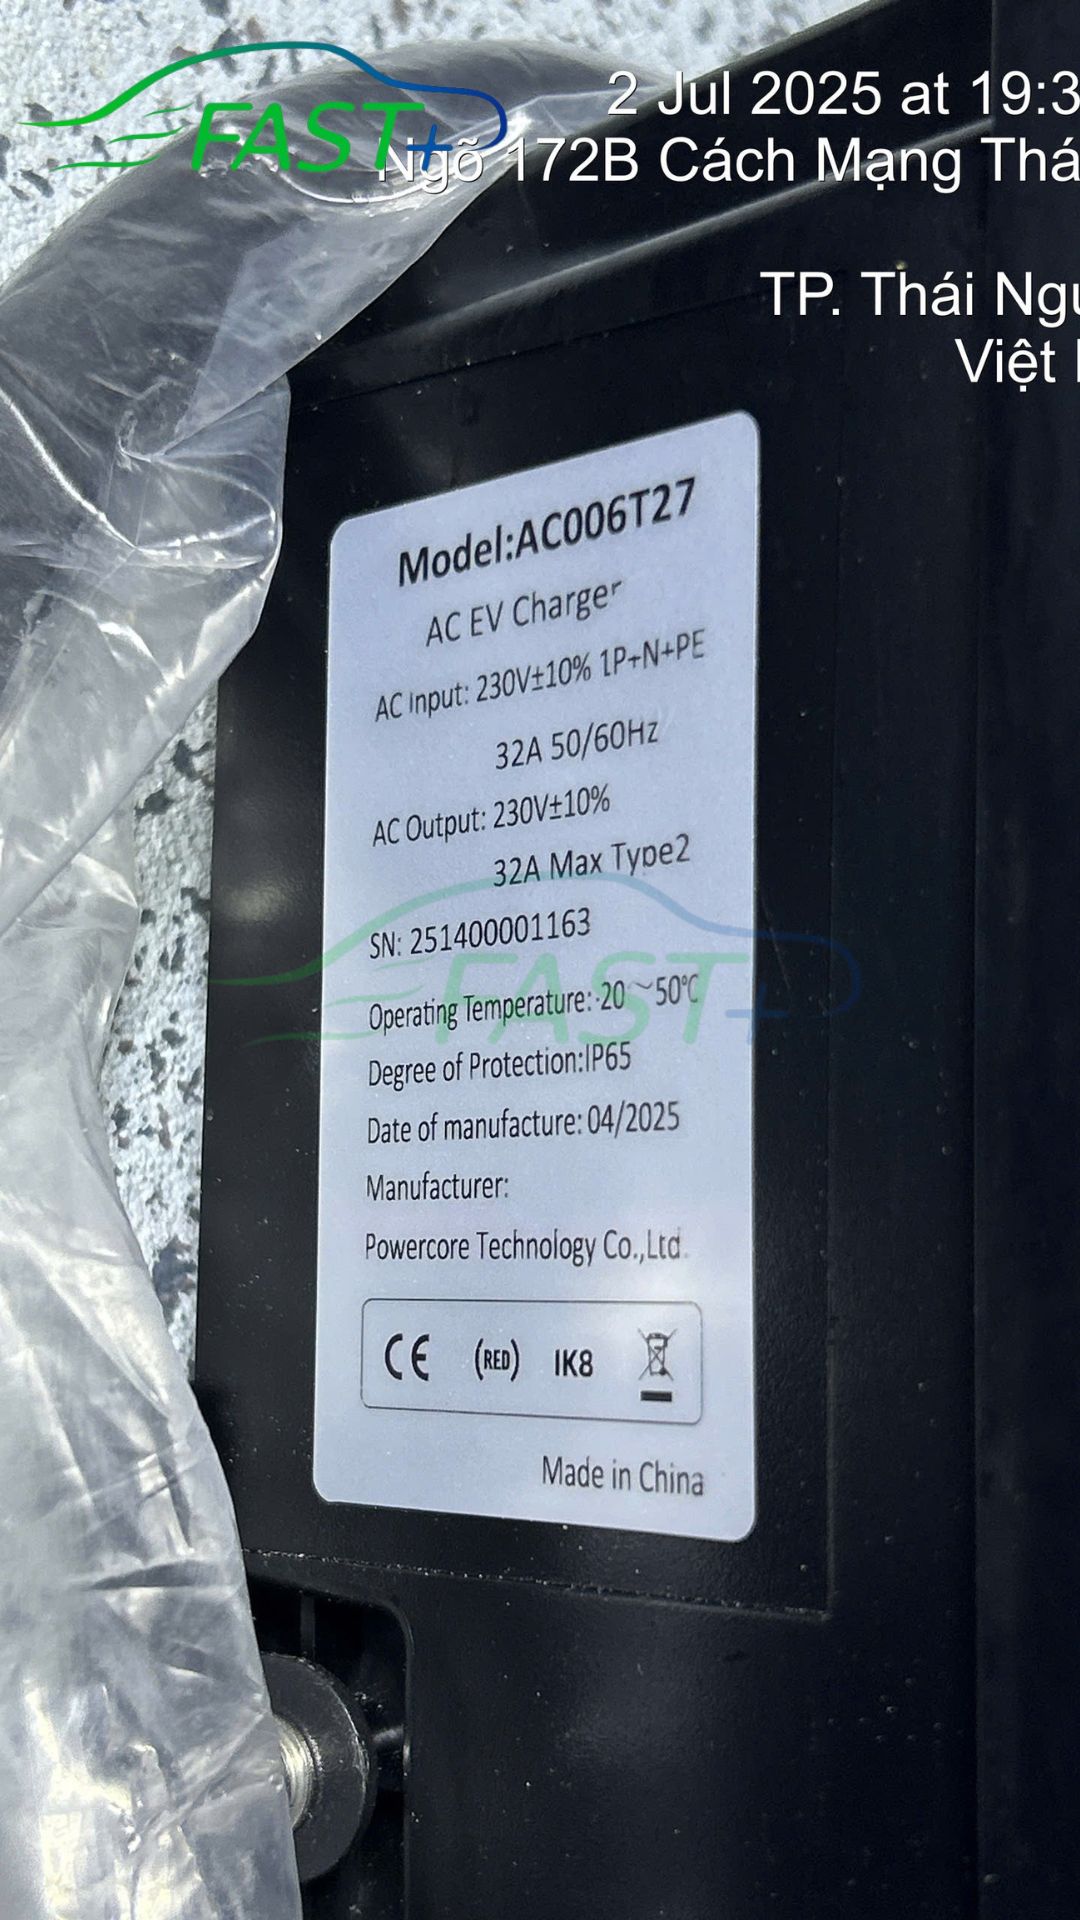 FAST+
2 Jul 2025 at 19:3
Ngõ 172B Cách Mạng Thá
TP. Thái Ngu
Việt
Model:AC006T27
AC EV Charger
AC Input: 230V±10% 1P+N+PE
32A 50/60Hz
AC Output: 230V±10%
32A Max Type2
SN: 251400001163
FAST+
Operating Temperature:-20~50℃
Degree of Protection:IP65
Date of manufacture: 04/2025
Manufacturer:
Powercore Technology Co.,Ltd.
CE (RED) IK8
Made in China